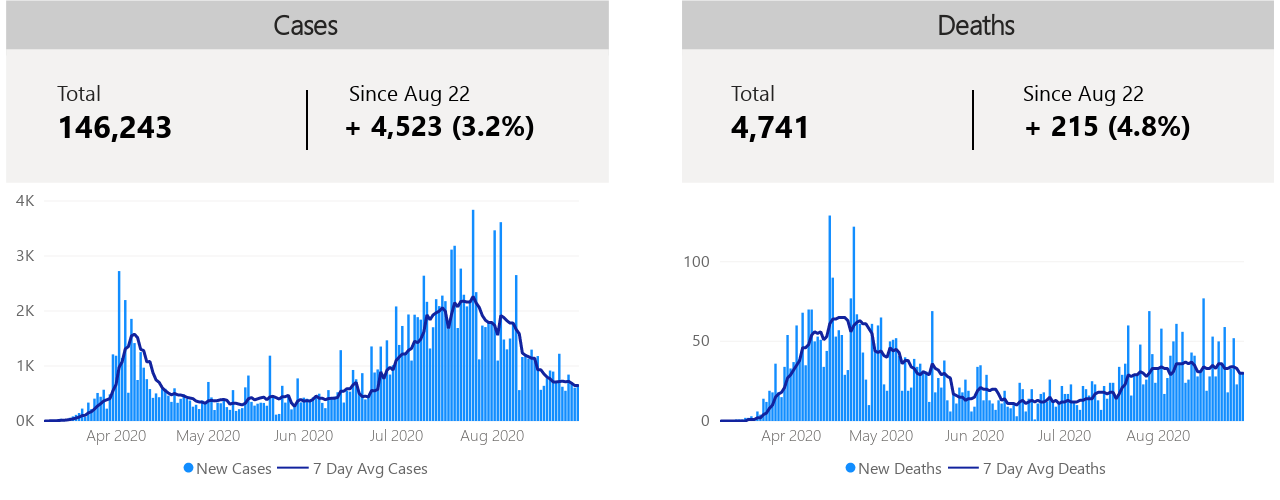 Cases
Total
146,243
Since Aug 22
+ 4,523 (3.2%)
4K
3K
2K
1K
0K
Apr 2020 May 2020 Jun 2020 Jul 2020 Aug 2020
New Cases 7 Day Avg Cases
Deaths
Total
4,741
Since Aug 22
+ 215 (4.8%)
100
50
0
Apr 2020 May 2020 Jun 2020 Jul 2020 Aug 2020
New Deaths 7 Day Avg Deaths